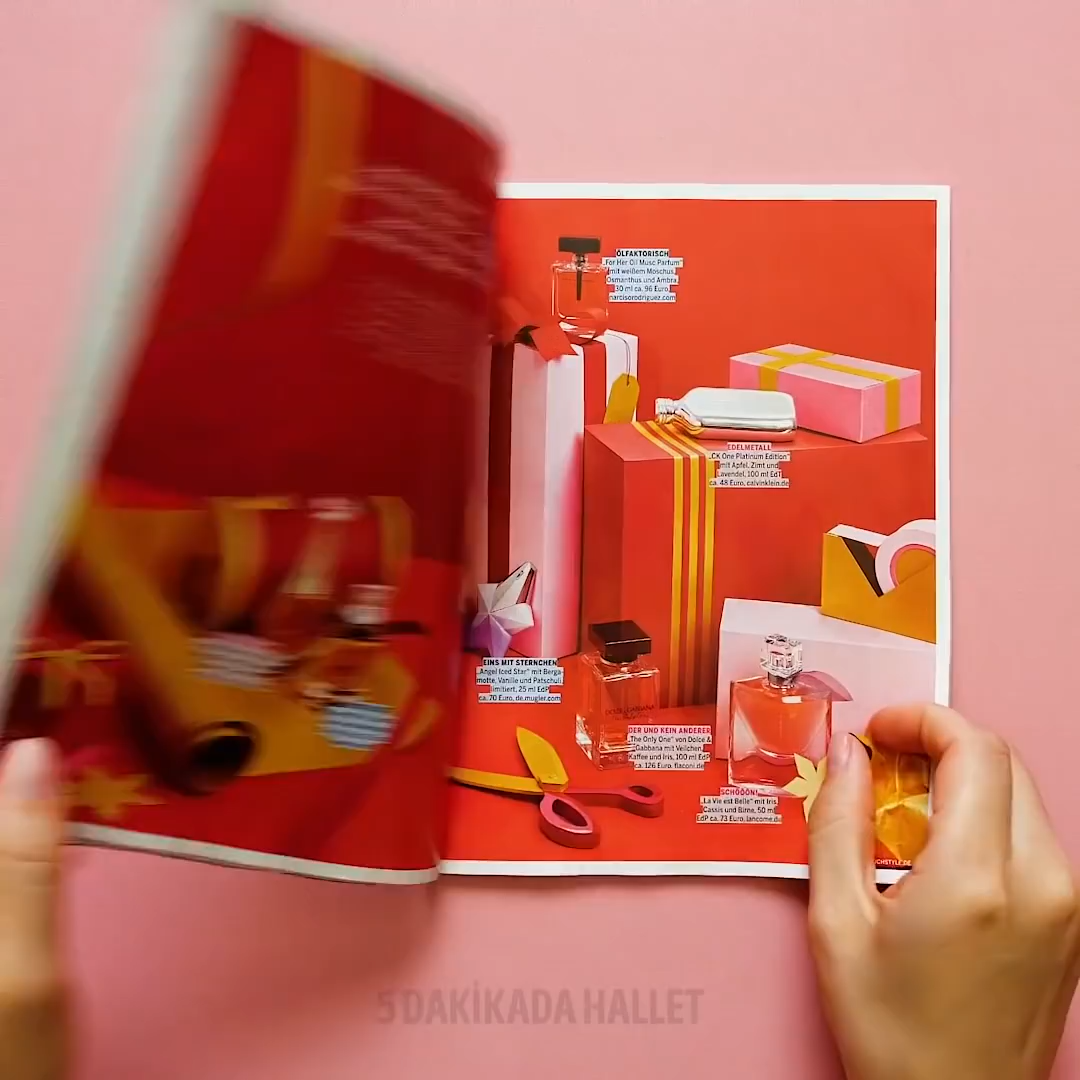 ÖLFAKTORISCH
„For Her Oil Musc Parfum“
mit weißem Moschus,
Osmanthus und Ambra,
30 ml ca. 96 Euro,
narcisorodriguez.com
EDELMETALL
„CK One Platinum Edition“
mit Apfel, Zimt und
Lavendel, 100 ml EdT
ca. 48 Euro, calvinklein.de
EINS MIT STERNCHEN
„Angel Iced Star“ mit Berga-
motte, Vanille und Patschuli,
limitiert, 25 ml EdP
ca. 70 Euro, de.mugler.com
DOLCE & GABBANA
DER UND KEIN ANDERER
„The Only One“ von Dolce &
Gabbana mit Veilchen,
Kaffee und Iris, 100 ml EdP
ca. 126 Euro, flaconi.de
SCHÖÖÖN!
„La Vie est Belle“ mit Iris,
Cassis und Birne, 50 ml
EdP ca. 73 Euro, lancome.de
5 DAKİKADA HALLET